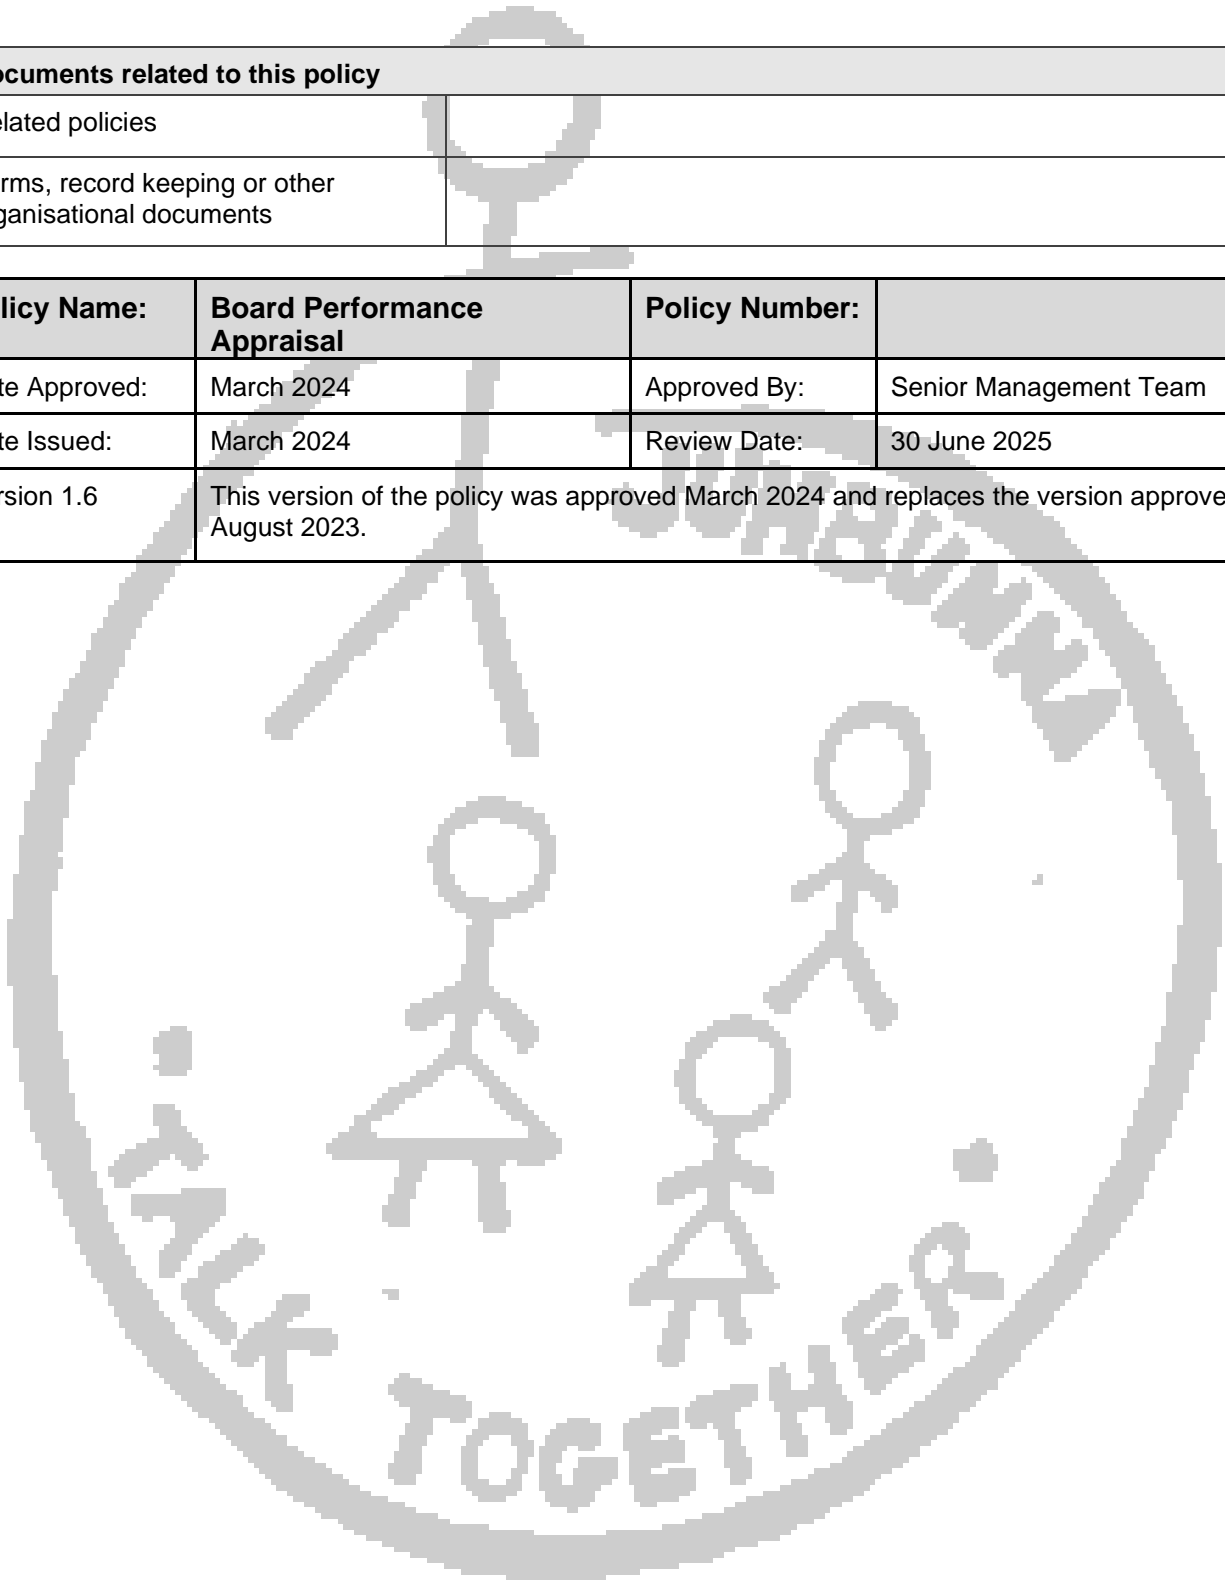 ocuments related to this policy
elated policies
rms, record keeping or other
ganisational documents
licy Name:
Board Performance
Appraisal
Policy Number:
te Approved:
March 2024
Approved By:
Senior Management Team
te Issued:
March 2024
Review Date:
30 June 2025
rsion 1.6
This version of the policy was approved March 2024 and replaces the version approve
August 2023.
JUMBUNNA
TALK TOGETHER